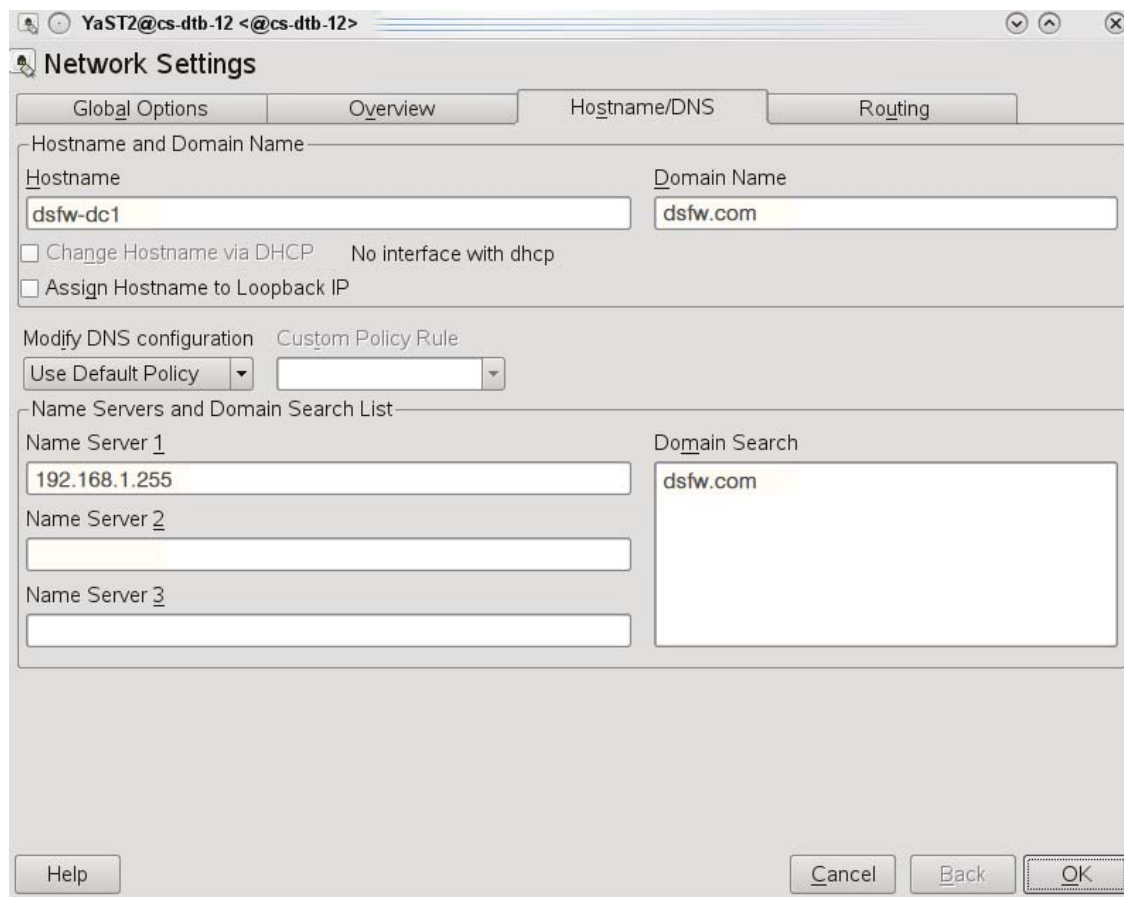 YaST2@cs-dtb-12 <@cs-dtb-12>
Network Settings
Global Options
Overview
Hostname/DNS
Routing
Hostname and Domain Name
Hostname
Domain Name
dsfw-dc1
dsfw.com
Change Hostname via DHCP
No interface with dhcp
Assign Hostname to Loopback IP
Modify DNS configuration
Custom Policy Rule
Use Default Policy
Name Servers and Domain Search List
Name Server 1
Domain Search
192.168.1.255
dsfw.com
Name Server 2
Name Server 3
Help
Cancel
Back
OK